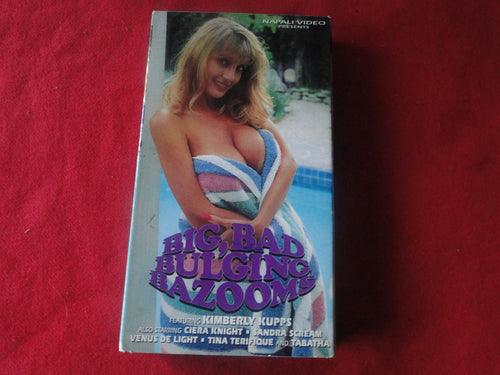 NAPALI VIDEO
PRESENTS
BIG, BAD
BULGING
BAZOOMS
FEATURING KIMBERLY KUPPS
ALSO STARRING CIERA KNIGHT • SANDRA SCREAM
VENUS DE LIGHT • TINA TERIFIQUE AND TABATHA